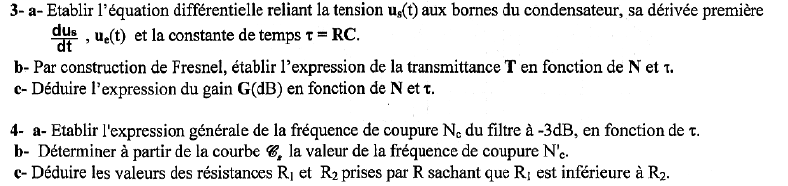 3- a- Etablir l'équation différentielle reliant la tension uₛ(t) aux bornes du condensateur, sa dérivée première
duₛ/dt , uₑ(t) et la constante de temps τ = RC.
b- Par construction de Fresnel, établir l'expression de la transmittance T en fonction de N et τ.
c- Déduire l'expression du gain G(dB) en fonction de N et τ.
4- a- Etablir l'expression générale de la fréquence de coupure N_c du filtre à -3dB, en fonction de τ.
b- Déterminer à partir de la courbe 𝒞ₛ la valeur de la fréquence de coupure N'_c.
c- Déduire les valeurs des résistances R₁ et R₂ prises par R sachant que R₁ est inférieure à R₂.